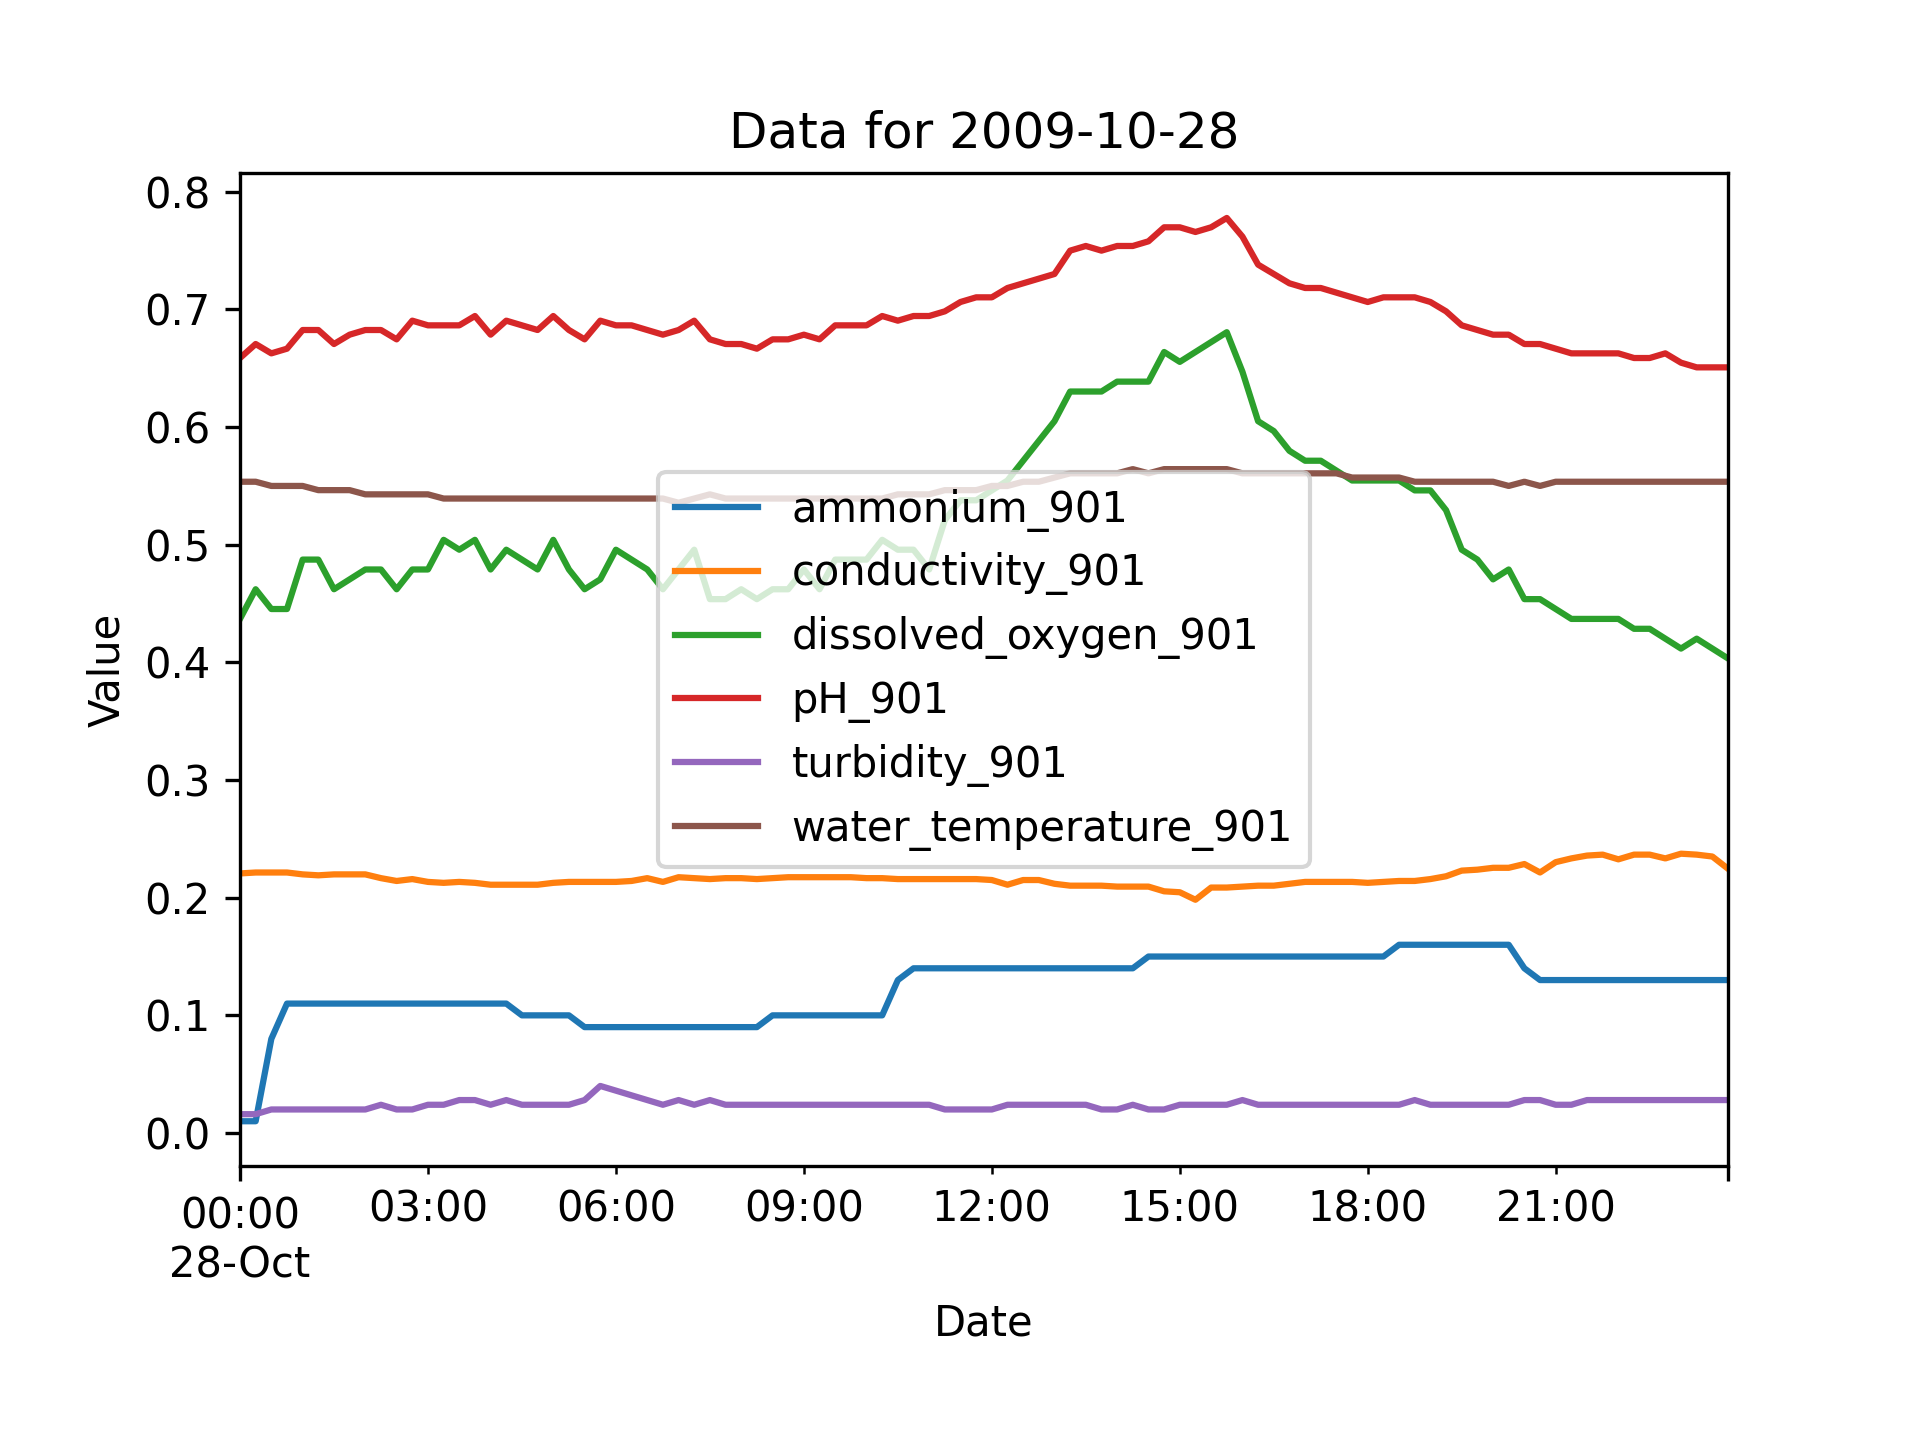 Data for 2009-10-28
0.8
0.7
0.6
0.5
0.4
0.3
0.2
0.1
0.0
Value
ammonium_901
conductivity_901
dissolved_oxygen_901
pH_901
turbidity_901
water_temperature_901
00:00 03:00 06:00 09:00 12:00 15:00 18:00 21:00
28-Oct
Date